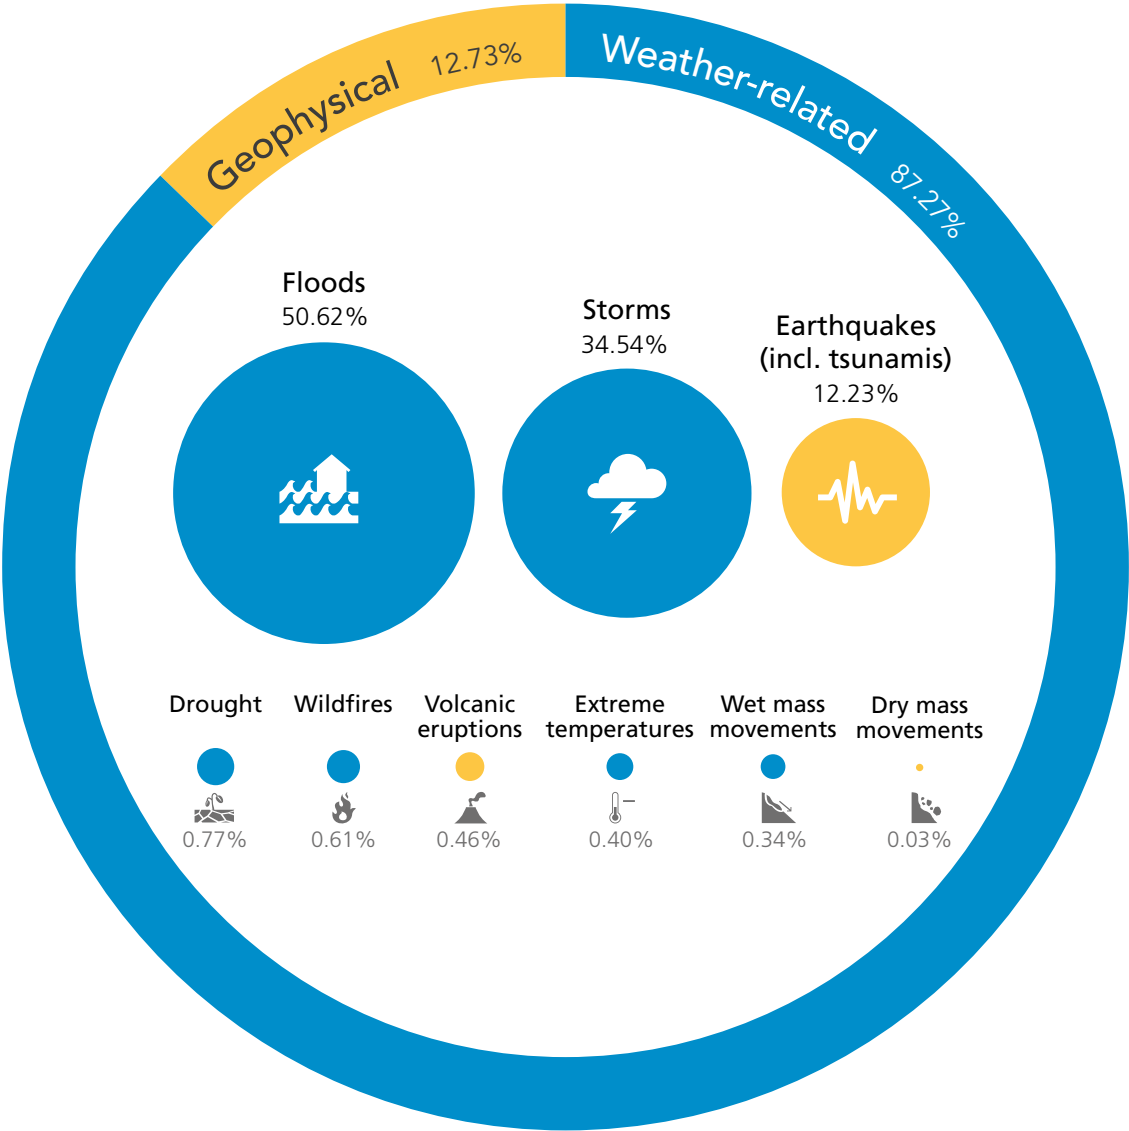 Geophysical 12.73%
Weather-related 87.27%
Floods
50.62%
Storms
34.54%
Earthquakes
(incl. tsunamis)
12.23%
Drought
0.77%
Wildfires
0.61%
Volcanic
eruptions
0.46%
Extreme
temperatures
0.40%
Wet mass
movements
0.34%
Dry mass
movements
0.03%